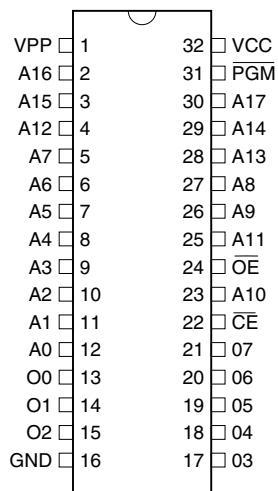 VPP 1 32 VCC
A16 2 31 PGM
A15 3 30 A17
A12 4 29 A14
A7 5 28 A13
A6 6 27 A8
A5 7 26 A9
A4 8 25 A11
A3 9 24 OE
A2 10 23 A10
A1 11 22 CE
A0 12 21 07
O0 13 20 06
O1 14 19 05
O2 15 18 04
GND 16 17 03